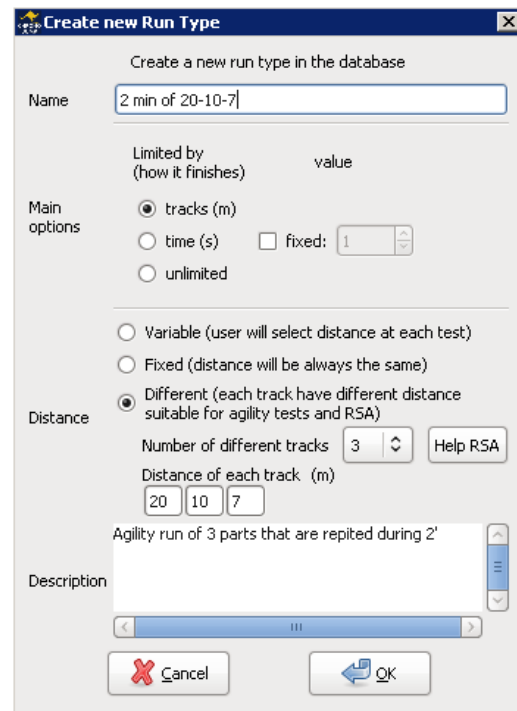 Create new Run Type
Create a new run type in the database
Name
2 min of 20-10-7
Limited by
(how it finishes)
value
Main
options
tracks (m)
time (s)
fixed:
1
unlimited
Variable (user will select distance at each test)
Fixed (distance will be always the same)
Distance
Different (each track have different distance
suitable for agility tests and RSA)
Number of different tracks
3
Help RSA
Distance of each track (m)
20
10
7
Description
Agility run of 3 parts that are repited during 2'
Cancel
OK